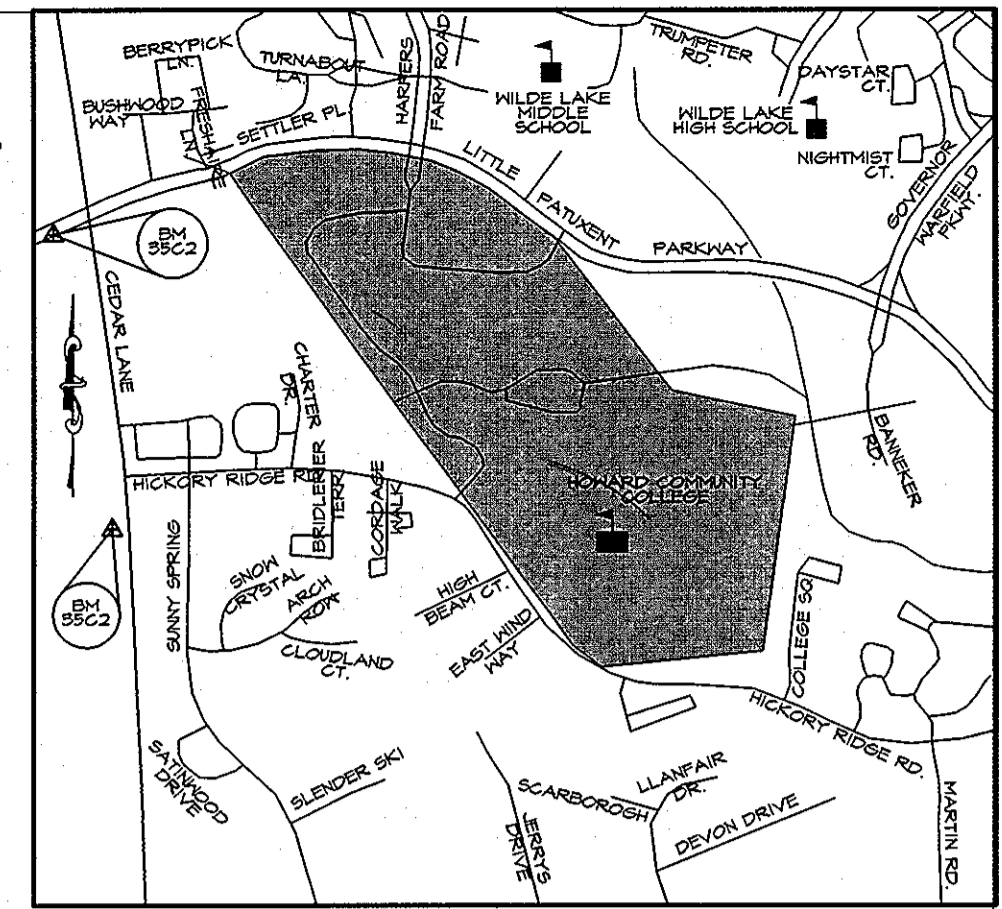 BERRYPICK
LN.
TURNABOUT
LA.
HARPERS
FARM ROAD
TRUMPETER
RD.
DAYSTAR
CT.
BUSHWOOD
WAY
FRESHAIRE
LN.
SETTLER PL.
WILDE LAKE
MIDDLE
SCHOOL
WILDE LAKE
HIGH SCHOOL
NIGHTMIST
CT.
GOVERNOR
WARFIELD
PKWY.
LITTLE
PATUXENT
PARKWAY
BM
35C2
CEDAR LANE
CHARTER
DR.
HICKORY RIDGE RD.
BRIDLERIER
TERR
CORDAGE
WALK
BANNEKER
RD.
HOWARD COMMUNITY
COLLEGE
SUNNY SPRING
SNOW
CRYSTAL
ARCH
ROW
HIGH
BEAM CT.
BM
35C2
CLOUDLAND
CT.
EAST WIND
WAY
COLLEGE SQ.
HICKORY RIDGE RD.
SATINWOOD
DRIVE
SLENDER SKI
JERRYS
DRIVE
SCARBOROGH
LLANFAIR
DR.
DEVON DRIVE
MARTIN RD.